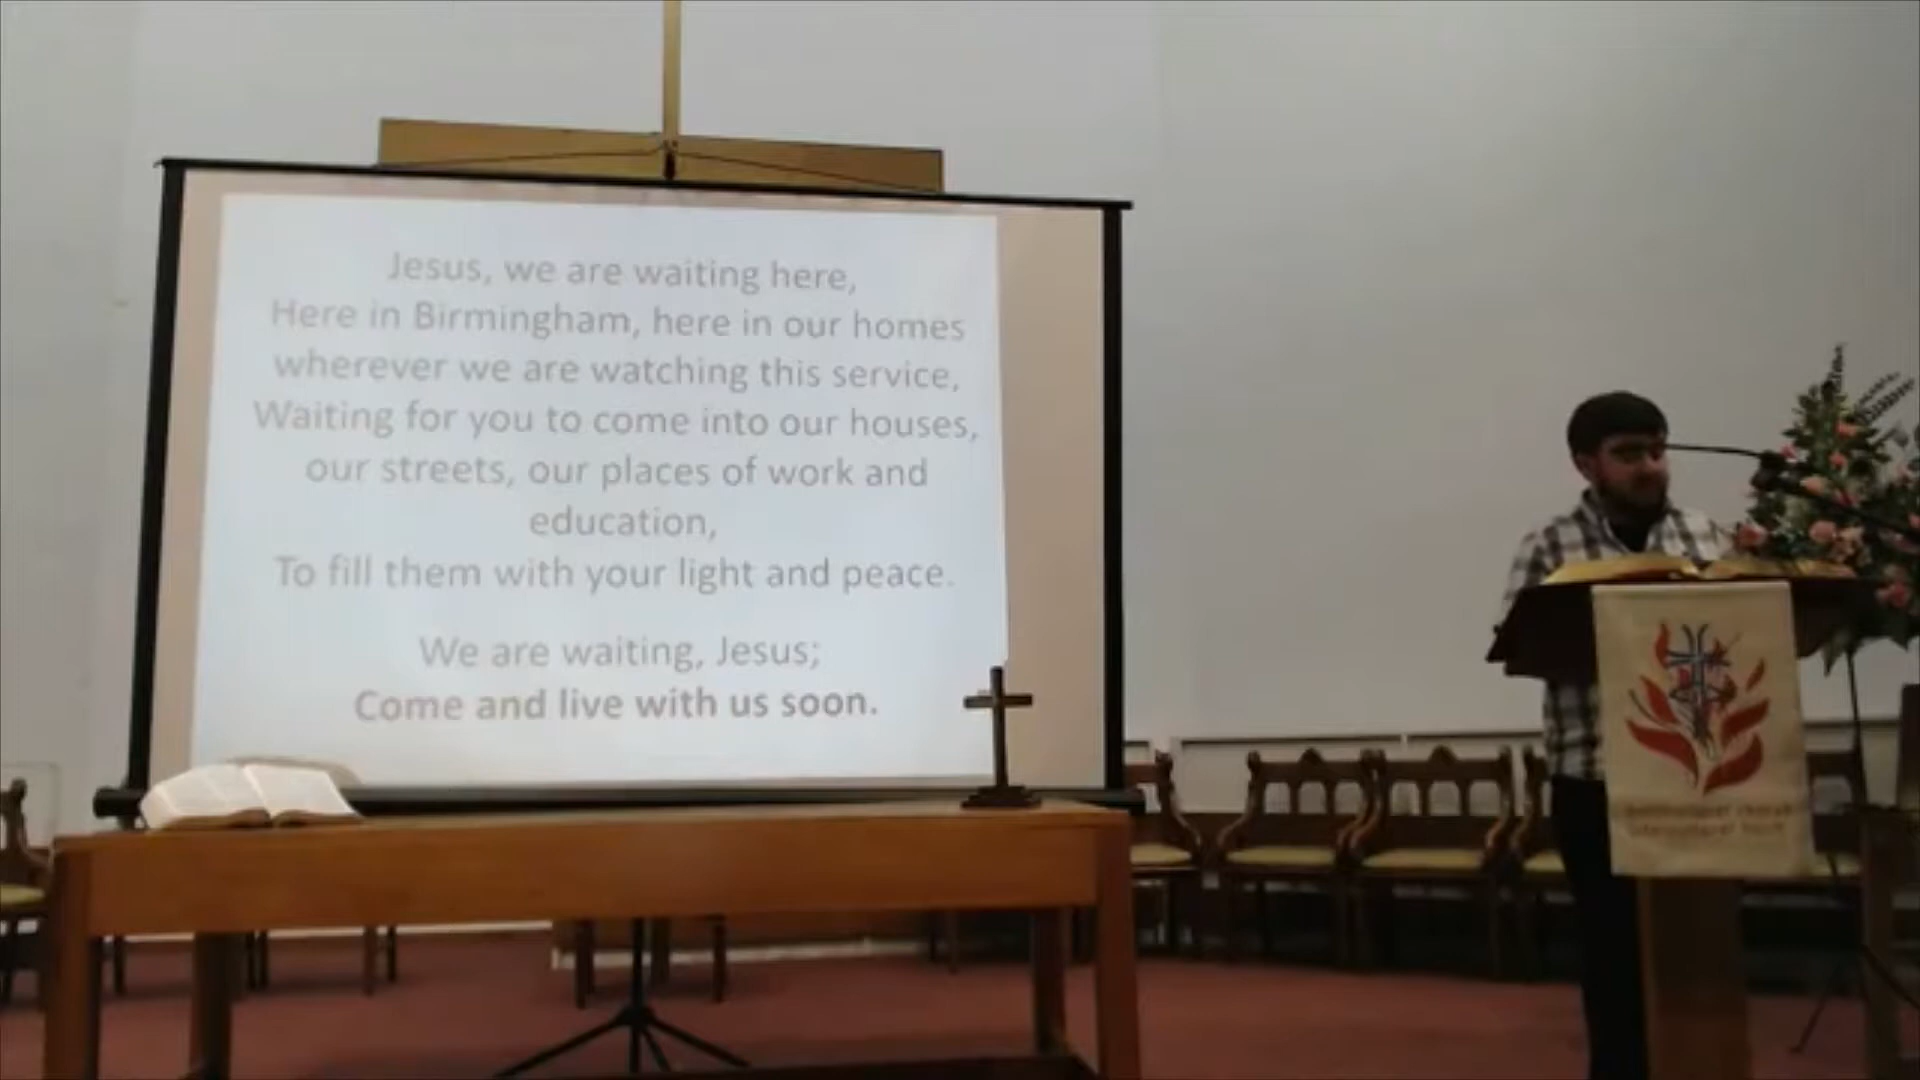 Jesus, we are waiting here,
Here in Birmingham, here in our homes
wherever we are watching this service,
Waiting for you to come into our houses,
our streets, our places of work and
education,
To fill them with your light and peace.
We are waiting, Jesus;
Come and live with us soon.